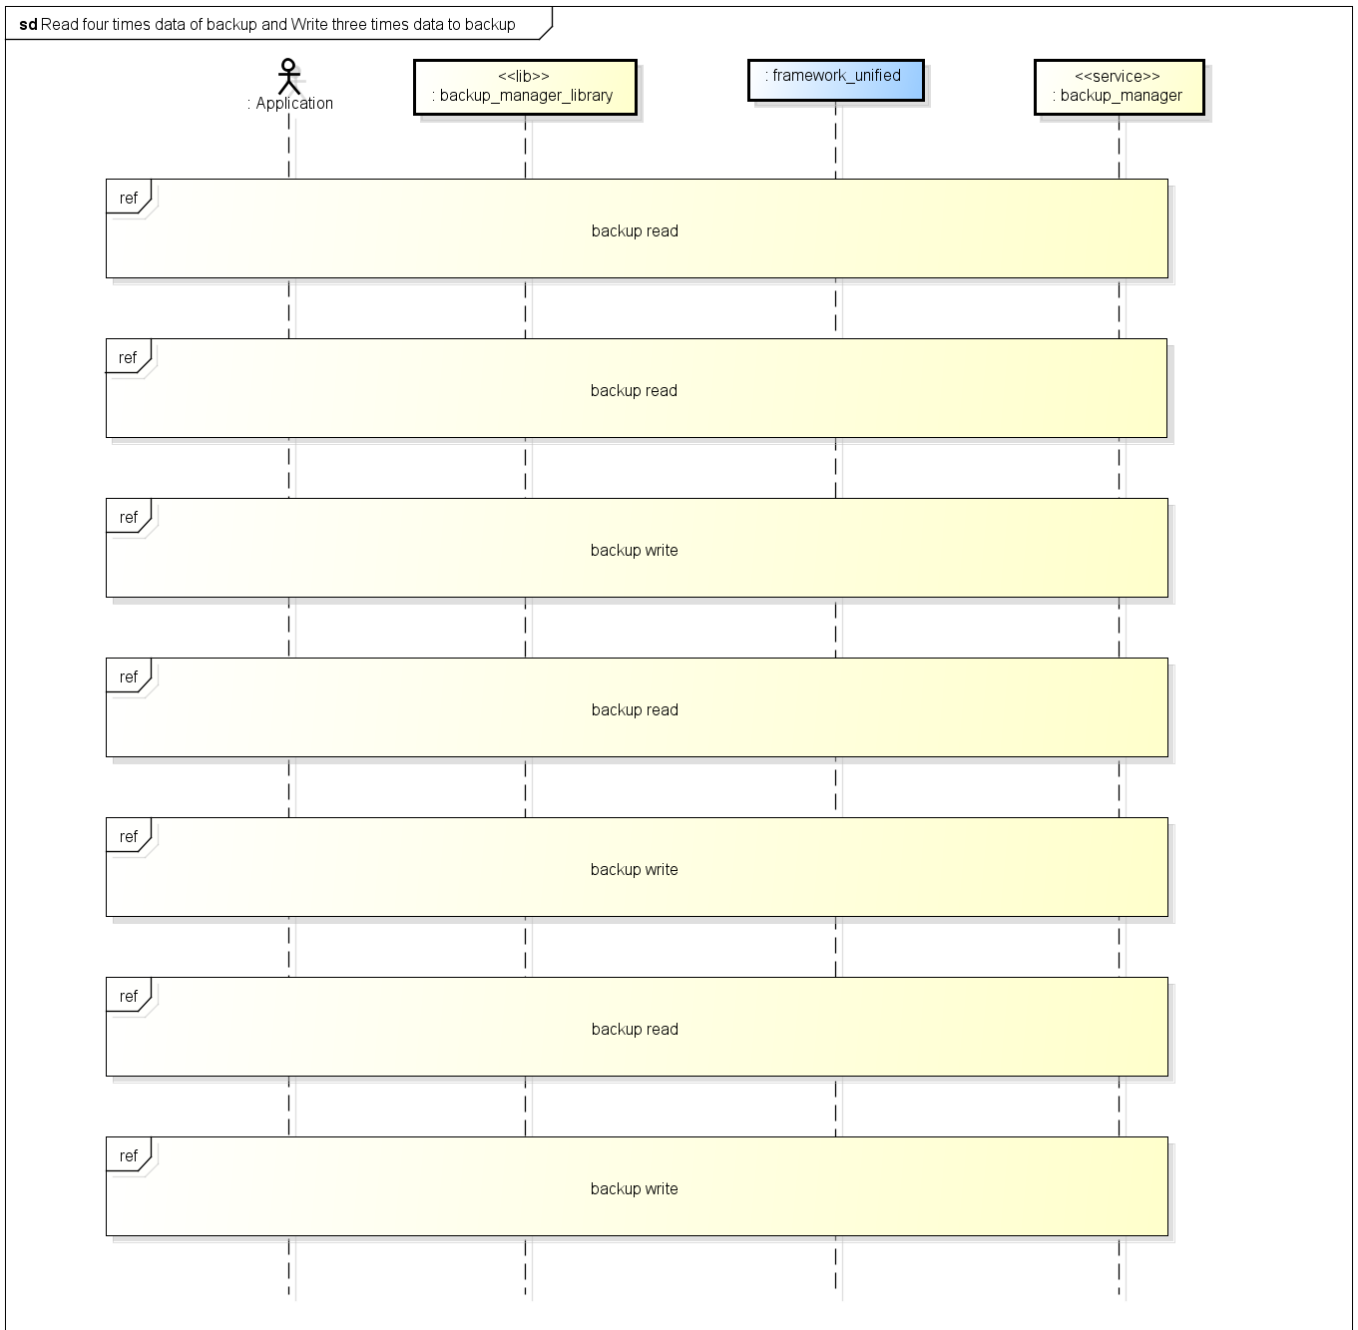 sd Read four times data of backup and Write three times data to backup
: Application
<<lib>>
: backup_manager_library
: framework_unified
<<service>>
: backup_manager
ref
backup read
ref
backup read
ref
backup write
ref
backup read
ref
backup write
ref
backup read
ref
backup write